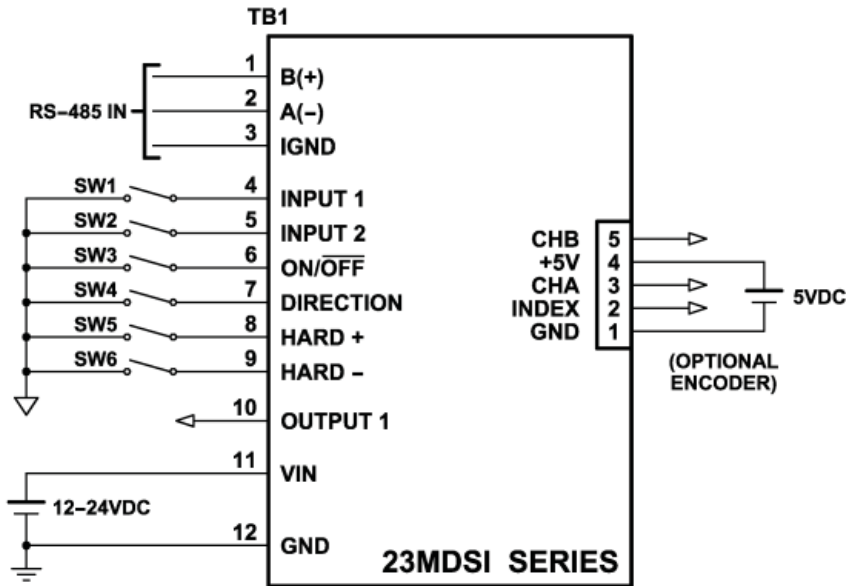 TB1
RS-485 IN
1 B(+)
2 A(-)
3 IGND
SW1 4 INPUT 1
SW2 5 INPUT 2
SW3 6 ON/O̅F̅F̅
SW4 7 DIRECTION
SW5 8 HARD +
SW6 9 HARD -
10 OUTPUT 1
11 VIN
12-24VDC
12 GND
CHB 5
+5V 4
CHA 3
INDEX 2
GND 1
5VDC
(OPTIONAL
ENCODER)
23MDSI SERIES